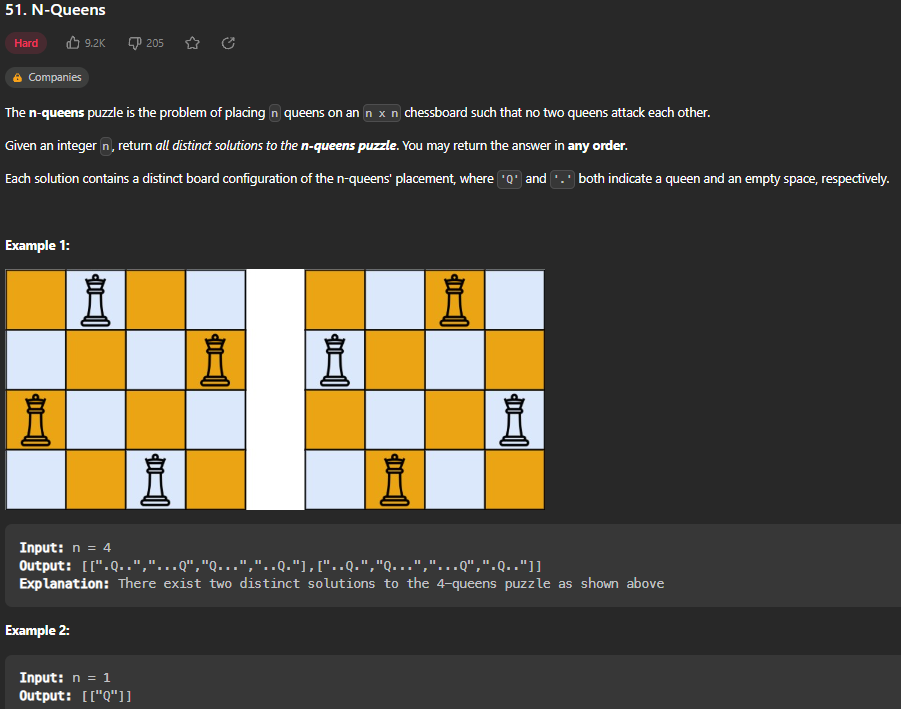 51. N-Queens
Hard 9.2K 205
Companies
The n-queens puzzle is the problem of placing n queens on an n x n chessboard such that no two queens attack each other.
Given an integer n, return all distinct solutions to the n-queens puzzle. You may return the answer in any order.
Each solution contains a distinct board configuration of the n-queens' placement, where 'Q' and '.' both indicate a queen and an empty space, respectively.
Example 1:
Input: n = 4
Output: [[".Q..","...Q","Q...","..Q."],["..Q.","Q...","...Q",".Q.."]]
Explanation: There exist two distinct solutions to the 4-queens puzzle as shown above
Example 2:
Input: n = 1
Output: [["Q"]]